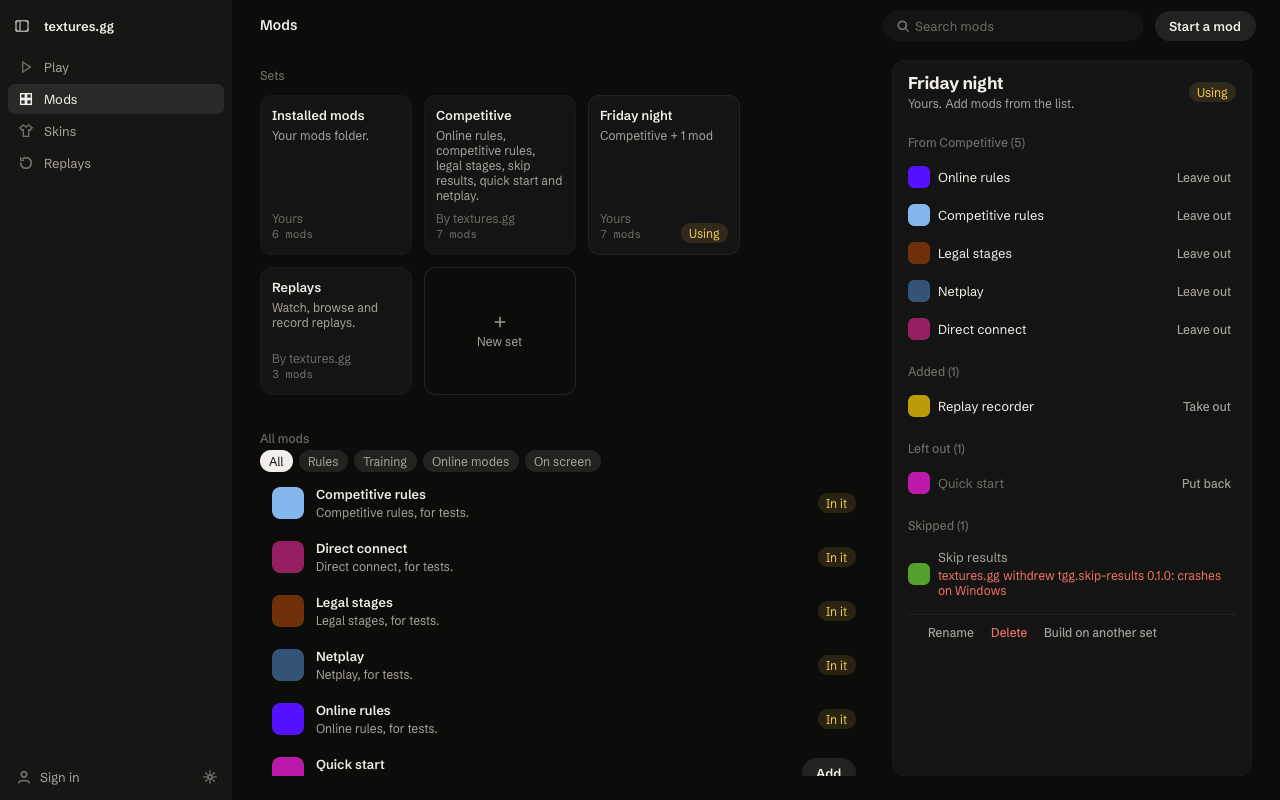 textures.gg
Play
Mods
Skins
Replays
Sign in
Mods
Search mods
Start a mod
Sets
Installed mods
Your mods folder.
Yours
6 mods
Competitive
Online rules,
competitive rules,
legal stages, skip
results, quick start and
netplay.
By textures.gg
7 mods
Friday night
Competitive + 1 mod
Yours
7 mods
Using
Replays
Watch, browse and
record replays.
By textures.gg
3 mods
+
New set
All mods
All
Rules
Training
Online modes
On screen
Competitive rules
Competitive rules, for tests.
In it
Direct connect
Direct connect, for tests.
In it
Legal stages
Legal stages, for tests.
In it
Netplay
Netplay, for tests.
In it
Online rules
Online rules, for tests.
In it
Quick start
Add
Friday night
Yours. Add mods from the list.
Using
From Competitive (5)
Online rules
Leave out
Competitive rules
Leave out
Legal stages
Leave out
Netplay
Leave out
Direct connect
Leave out
Added (1)
Replay recorder
Take out
Left out (1)
Quick start
Put back
Skipped (1)
Skip results
textures.gg withdrew tgg.skip-results 0.1.0: crashes
on Windows
Rename
Delete
Build on another set